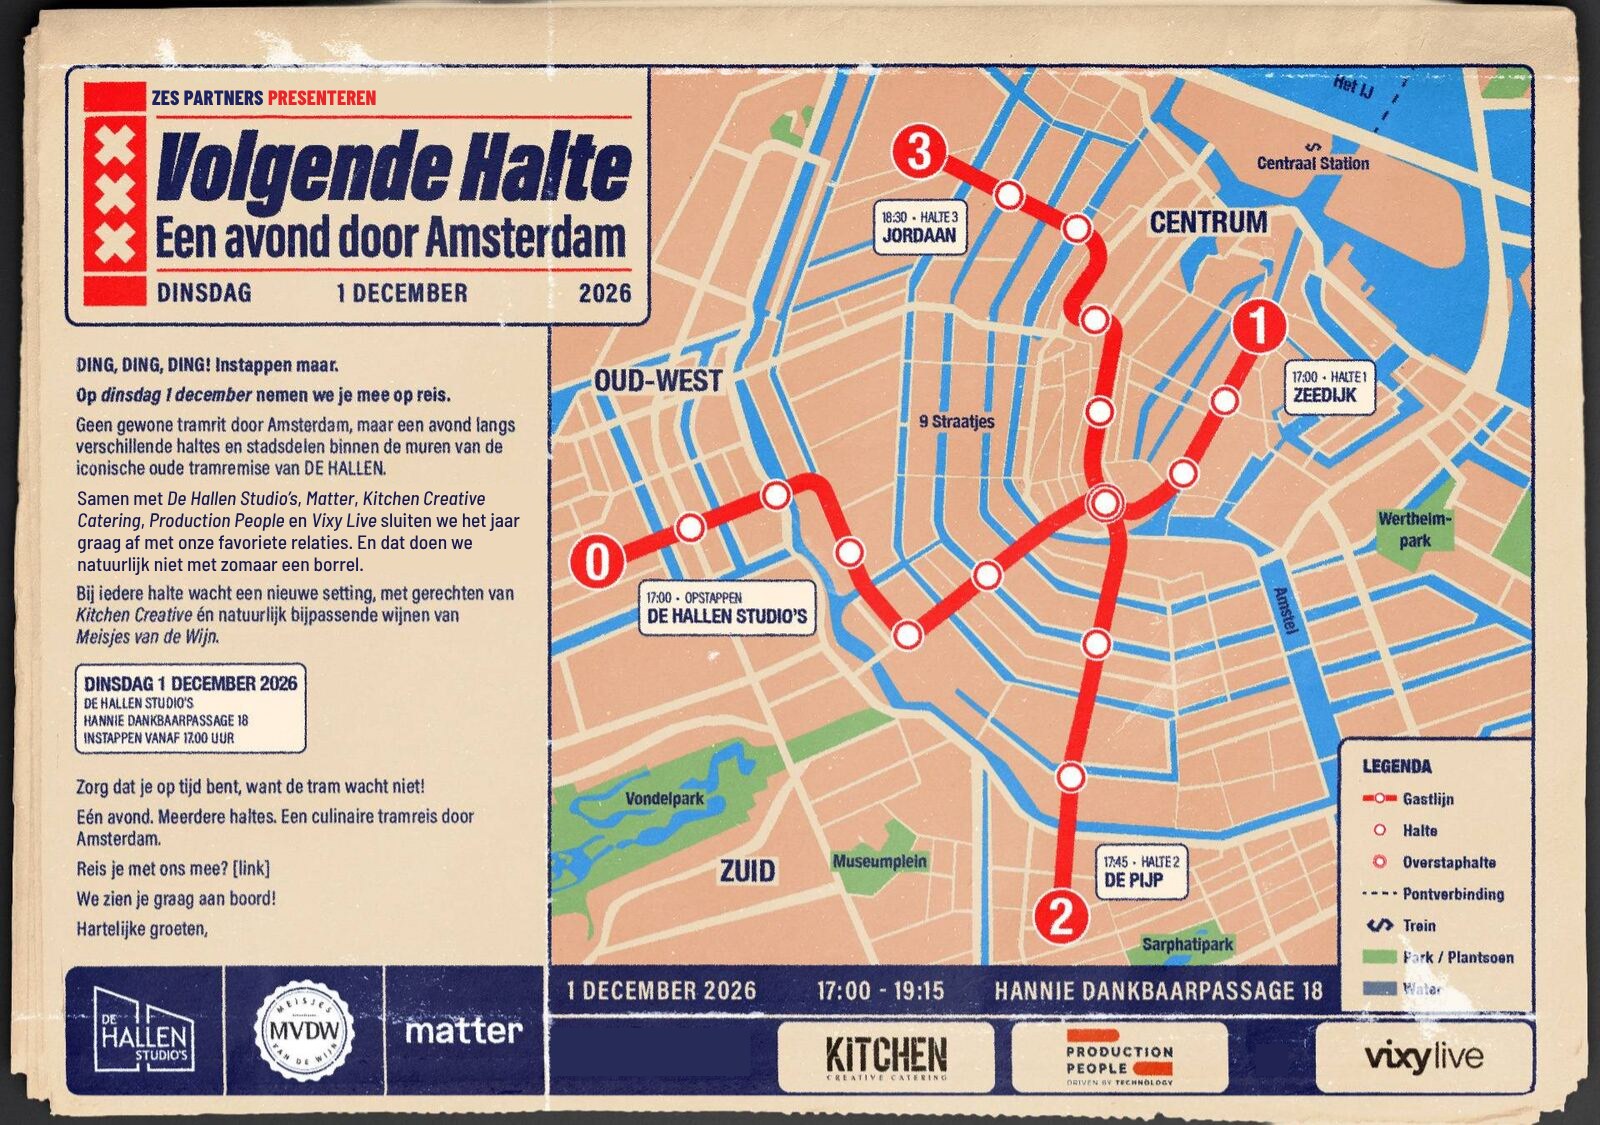 ZES PARTNERS PRESENTEREN
Volgende Halte
Een avond door Amsterdam
DINSDAG 1 DECEMBER 2026
DING, DING, DING! Instappen maar.
Op dinsdag 1 december nemen we je mee op reis.
Geen gewone tramrit door Amsterdam, maar een avond langs
verschillende haltes en stadsdelen binnen de muren van de
iconische oude tramremise van DE HALLEN.
Samen met De Hallen Studio's, Matter, Kitchen Creative
Catering, Production People en Vixy Live sluiten we het jaar
graag af met onze favoriete relaties. En dat doen we
natuurlijk niet met zomaar een borrel.
Bij iedere halte wacht een nieuwe setting, met gerechten van
Kitchen Creative én natuurlijk bijpassende wijnen van
Meisjes van de Wijn.
DINSDAG 1 DECEMBER 2026
DE HALLEN STUDIO'S
HANNIE DANKBAARPASSAGE 18
INSTAPPEN VANAF 17.00 UUR
Zorg dat je op tijd bent, want de tram wacht niet!
Eén avond. Meerdere haltes. Een culinaire tramreis door
Amsterdam.
Reis je met ons mee? [link]
We zien je graag aan boord!
Hartelijke groeten,
Het IJ
Centraal Station
3
CENTRUM
18:30 • HALTE 3
JORDAAN
1
17:00 • HALTE 1
ZEEDIJK
OUD-WEST
9 Straatjes
Wertheim-
park
0
17:00 • OPSTAPPEN
DE HALLEN STUDIO'S
Amstel
Vondelpark
ZUID
Museumplein
17:45 • HALTE 2
DE PIJP
2
Sarphatipark
LEGENDA
Gastlijn
Halte
Overstaphalte
Pontverbinding
Trein
Park / Plantsoen
Water
1 DECEMBER 2026 17:00 - 19:15 HANNIE DANKBAARPASSAGE 18
DE
HALLEN
STUDIO'S
MEISJES
MVDW
VAN DE WIJN
matter
KiTCHEN
CREATIVE CATERING
PRODUCTION
PEOPLE
DRIVEN BY TECHNOLOGY
vixy live